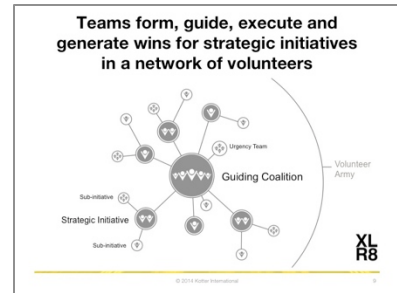 Teams form, guide, execute and
generate wins for strategic initiatives
in a network of volunteers
Urgency Team
Guiding Coalition
Volunteer
Army
Sub-initiative
Strategic Initiative
Sub-initiative
XL
R8
© 2014 Kotter International